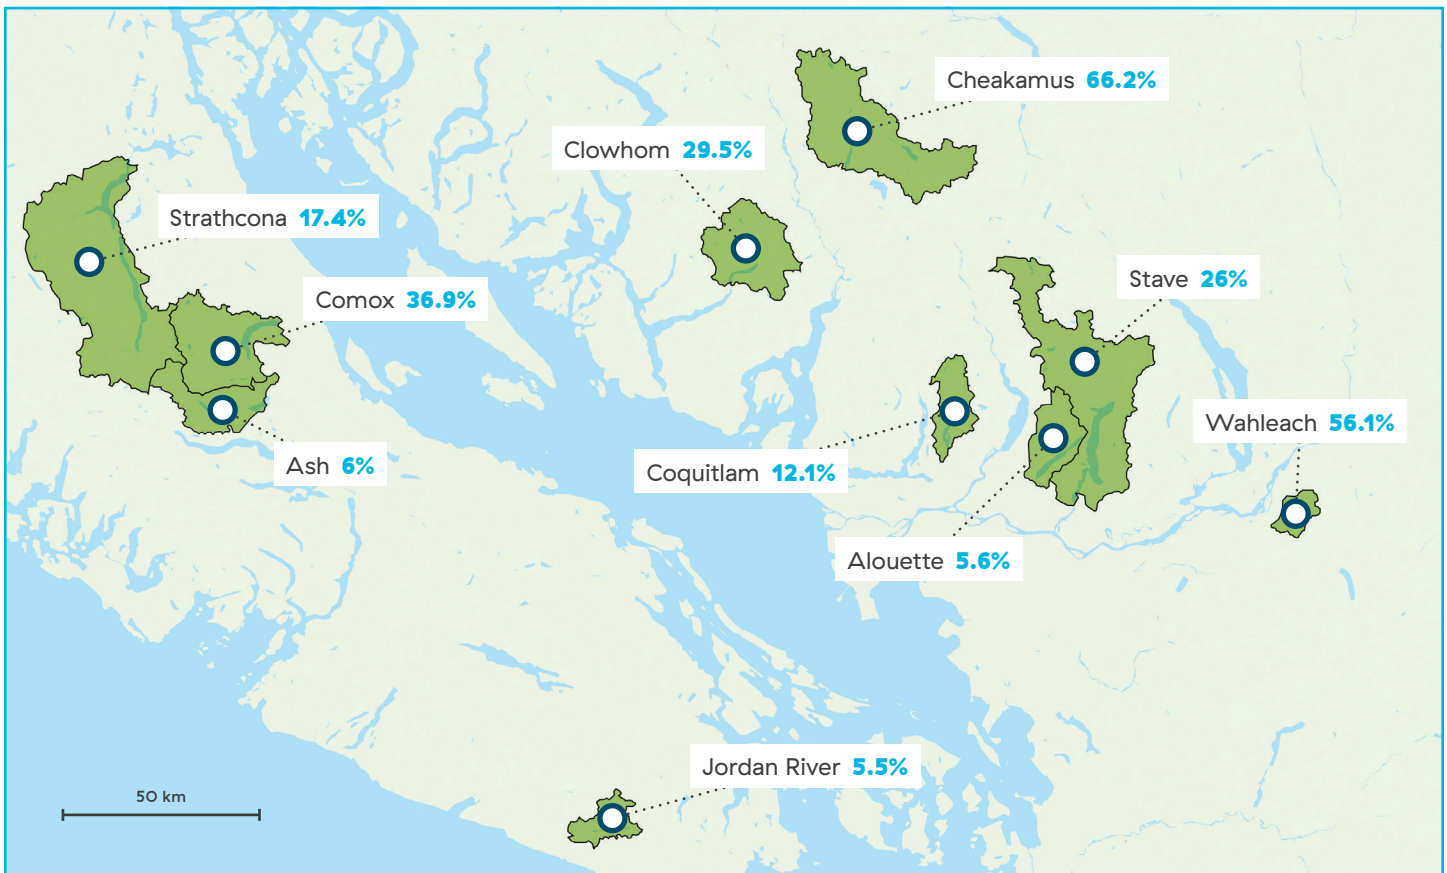 Cheakamus 66.2%
Clowhom 29.5%
Strathcona 17.4%
Stave 26%
Comox 36.9%
Wahleach 56.1%
Ash 6%
Coquitlam 12.1%
Alouette 5.6%
Jordan River 5.5%
50 km